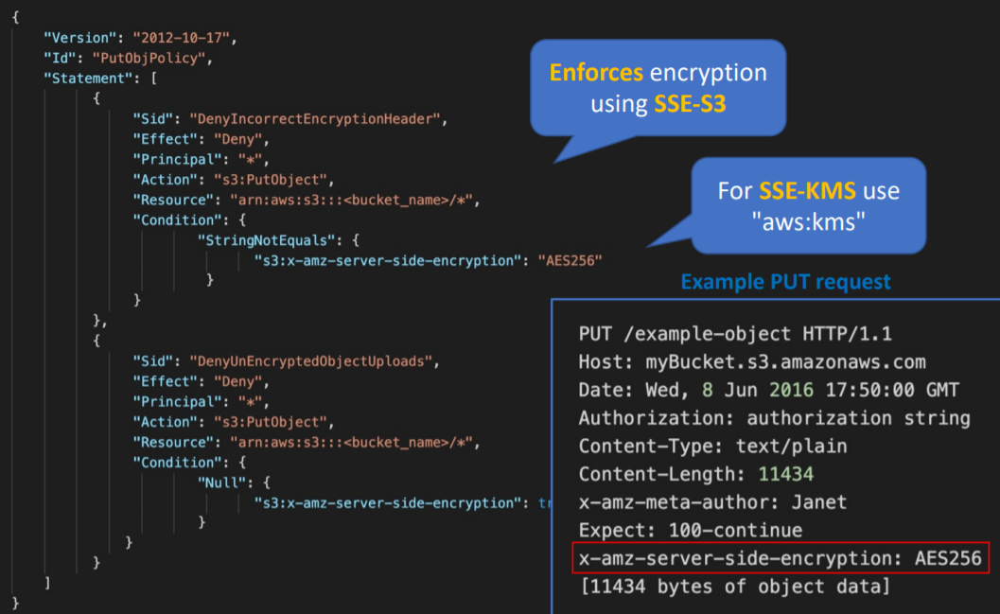 {
"Version": "2012-10-17",
"Id": "PutObjPolicy",
"Statement": [
{
"Sid": "DenyIncorrectEncryptionHeader",
"Effect": "Deny",
"Principal": "*",
"Action": "s3:PutObject",
"Resource": "arn:aws:s3:::<bucket_name>/*",
"Condition": {
"StringNotEquals": {
"s3:x-amz-server-side-encryption": "AES256"
}
}
},
{
"Sid": "DenyUnEncryptedObjectUploads",
"Effect": "Deny",
"Principal": "*",
"Action": "s3:PutObject",
"Resource": "arn:aws:s3:::<bucket_name>/*",
"Condition": {
"Null": {
"s3:x-amz-server-side-encryption":
}
}
}
]
}
Enforces encryption
using SSE-S3
For SSE-KMS use
"aws:kms"
Example PUT request
PUT /example-object HTTP/1.1
Host: myBucket.s3.amazonaws.com
Date: Wed, 8 Jun 2016 17:50:00 GMT
Authorization: authorization string
Content-Type: text/plain
Content-Length: 11434
x-amz-meta-author: Janet
Expect: 100-continue
x-amz-server-side-encryption: AES256
[11434 bytes of object data]